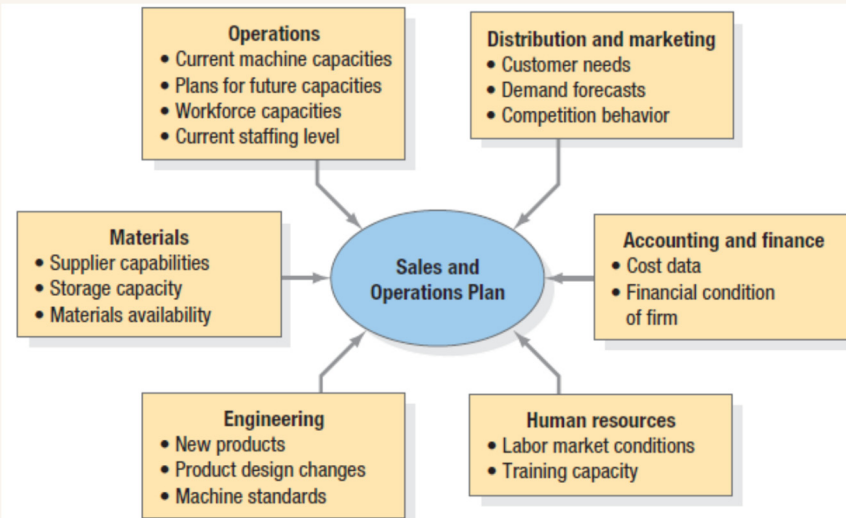 Operations
• Current machine capacities
• Plans for future capacities
• Workforce capacities
• Current staffing level
Distribution and marketing
• Customer needs
• Demand forecasts
• Competition behavior
Materials
• Supplier capabilities
• Storage capacity
• Materials availability
Sales and
Operations Plan
Accounting and finance
• Cost data
• Financial condition
of firm
Engineering
• New products
• Product design changes
• Machine standards
Human resources
• Labor market conditions
• Training capacity